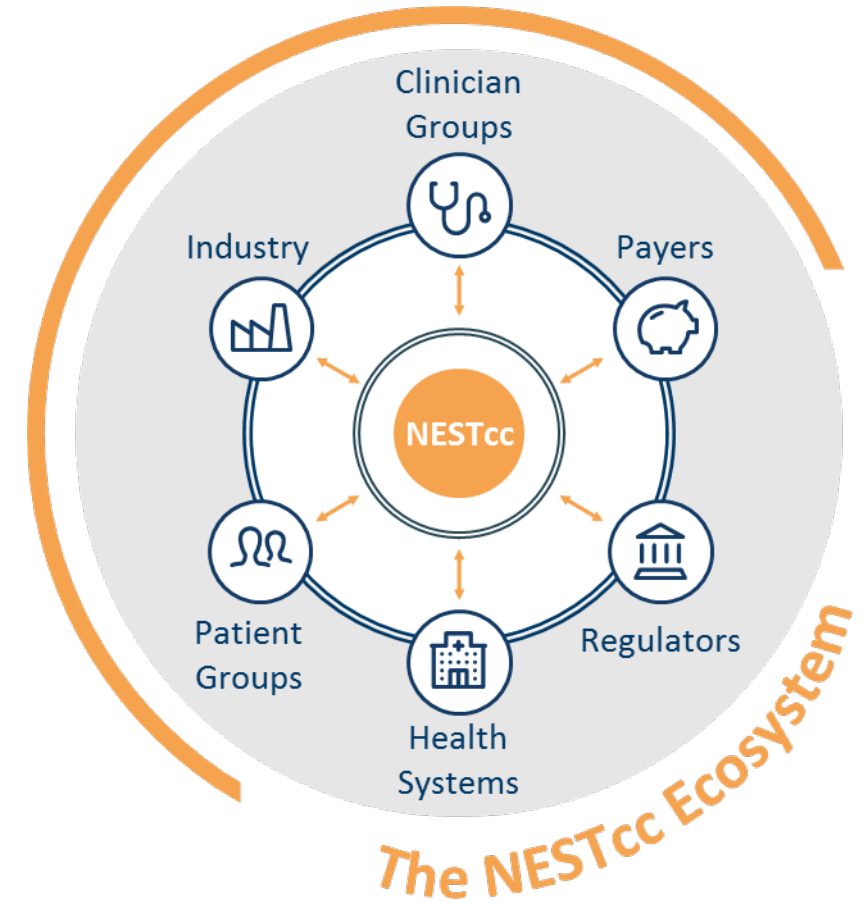 Clinician
Groups
Industry
Payers
NESTcc
Patient
Groups
Regulators
Health
Systems
The NESTcc Ecosystem